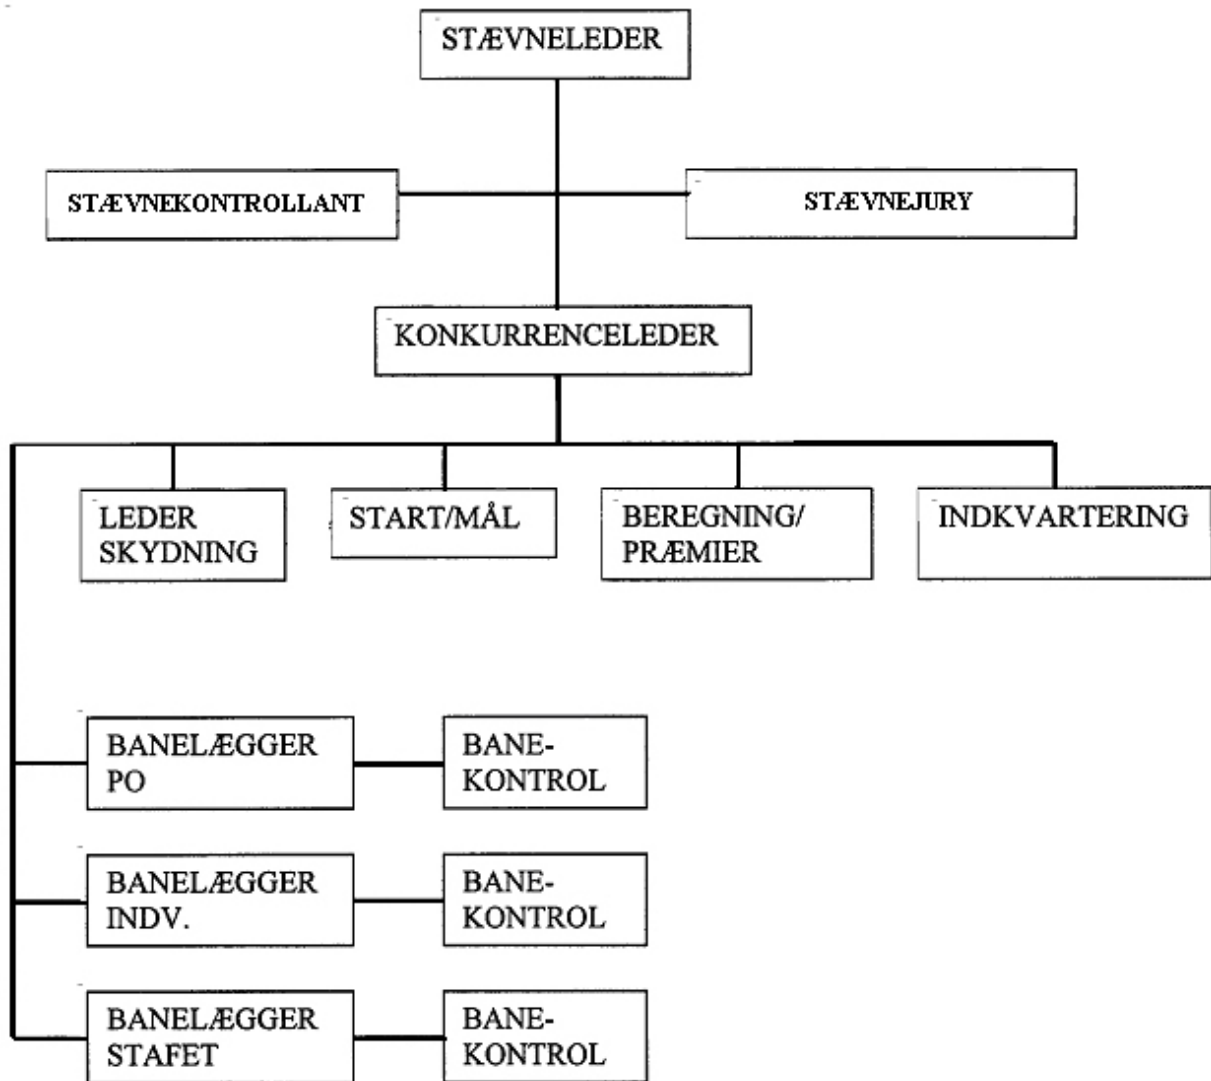 STÆVNELEDER
STÆVNEKONTROLLANT
STÆVNEJURY
KONKURRENCELEDER
LEDER
SKYDNING
START/MÅL
BEREGNING/
PRÆMIER
INDKVARTERING
BANELÆGGER
PO
BANE-
KONTROL
BANELÆGGER
INDV.
BANE-
KONTROL
BANELÆGGER
STAFET
BANE-
KONTROL